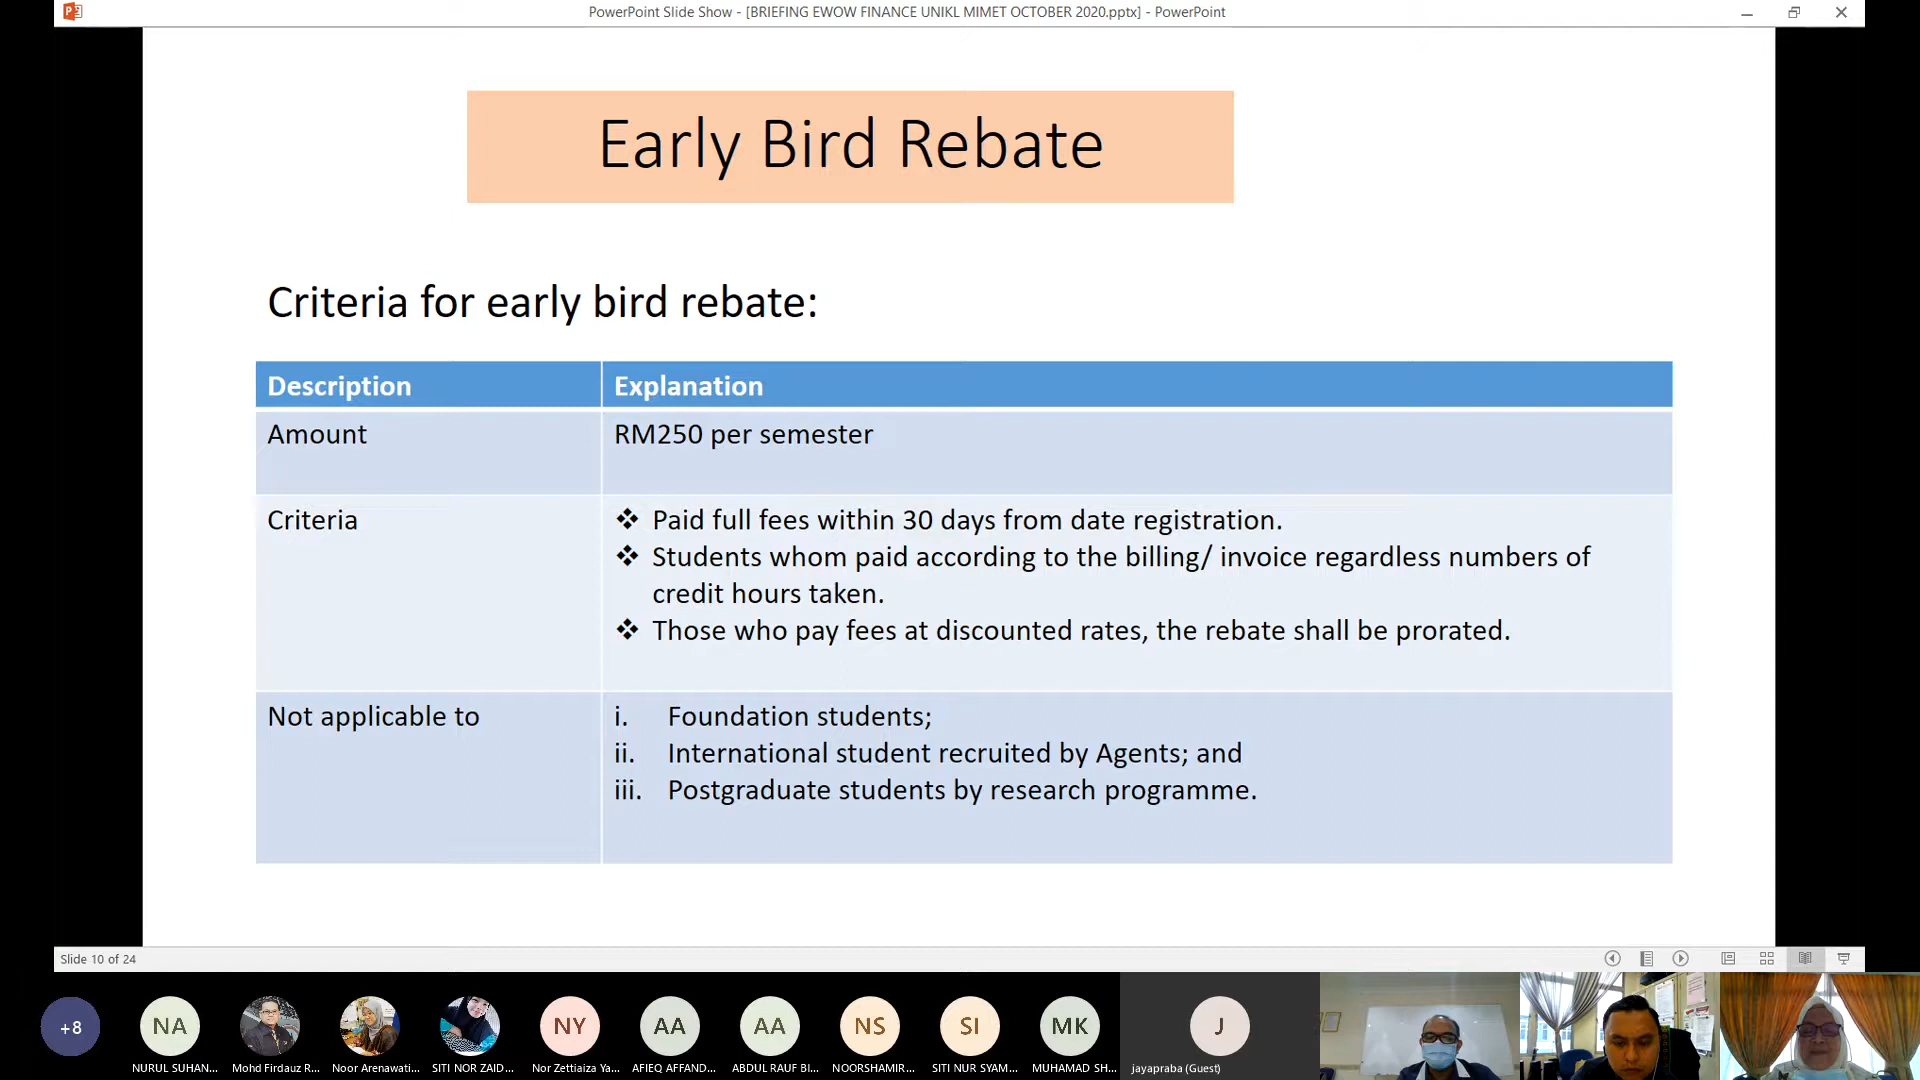 PowerPoint Slide Show - [BRIEFING EWOW FINANCE UNIKL MIMET OCTOBER 2020.pptx] - PowerPoint
Early Bird Rebate
Criteria for early bird rebate:
Description Explanation
Amount RM250 per semester
Criteria ❖ Paid full fees within 30 days from date registration.
❖ Students whom paid according to the billing/ invoice regardless numbers of
credit hours taken.
❖ Those who pay fees at discounted rates, the rebate shall be prorated.
Not applicable to i. Foundation students;
ii. International student recruited by Agents; and
iii. Postgraduate students by research programme.
Slide 10 of 24
+8 NA NY AA AA NS SI MK J
NURUL SUHAN... Mohd Firdauz R... Noor Arenawati... SITI NOR ZAID... Nor Zettiaiza Ya... AFIEQ AFFAND... ABDUL RAUF BI... NOORSHAMIR... SITI NUR SYAM... MUHAMAD SH... jayapraba (Guest)